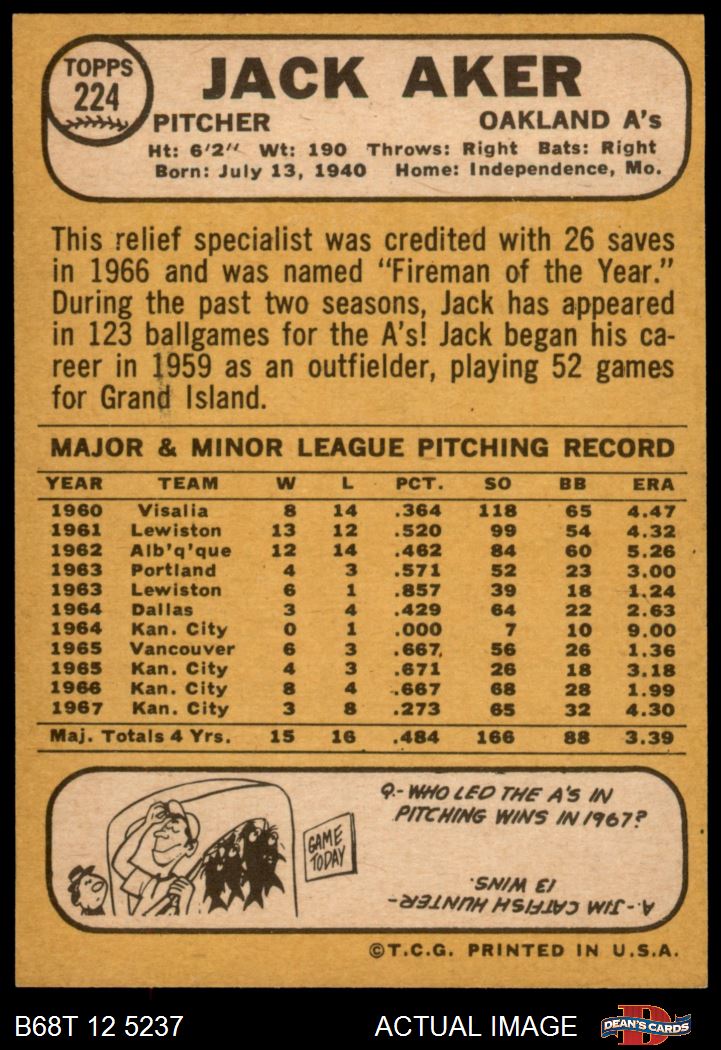 TOPPS
224
JACK AKER
PITCHER OAKLAND A's
Ht: 6'2" Wt: 190 Throws: Right Bats: Right
Born: July 13, 1940 Home: Independence, Mo.
This relief specialist was credited with 26 saves
in 1966 and was named "Fireman of the Year."
During the past two seasons, Jack has appeared
in 123 ballgames for the A's! Jack began his ca-
reer in 1959 as an outfielder, playing 52 games
for Grand Island.
MAJOR & MINOR LEAGUE PITCHING RECORD
YEAR TEAM W L PCT. SO BB ERA
1960 Visalia 8 14 .364 118 65 4.47
1961 Lewiston 13 12 .520 99 54 4.32
1962 Alb'q'que 12 14 .462 84 60 5.26
1963 Portland 4 3 .571 52 23 3.00
1963 Lewiston 6 1 .857 39 18 1.24
1964 Dallas 3 4 .429 64 22 2.63
1964 Kan. City 0 1 .000 7 10 9.00
1965 Vancouver 6 3 .667 56 26 1.36
1965 Kan. City 4 3 .671 26 18 3.18
1966 Kan. City 8 4 .667 68 28 1.99
1967 Kan. City 3 8 .273 65 32 4.30
Maj. Totals 4 Yrs. 15 16 .484 166 88 3.39
GAME
TODAY
Q.-WHO LED THE A'S IN
PITCHING WINS IN 1967?
A.-JIM CATFISH HUNTER-
13 WINS.
©T.C.G. PRINTED IN U.S.A.
B68T 12 5237 ACTUAL IMAGE DEAN'S CARDS